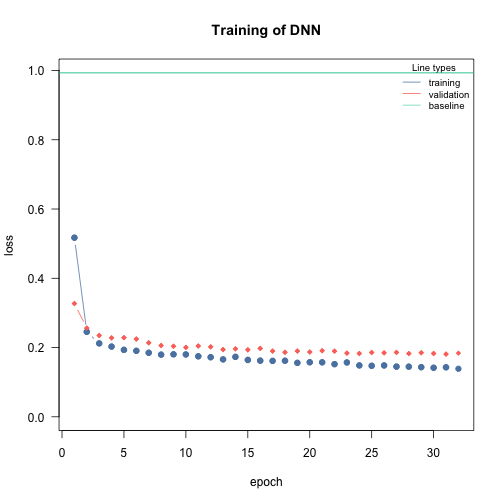 Training of DNN
Line types
training
validation
baseline
loss
1.0
0.8
0.6
0.4
0.2
0.0
0 5 10 15 20 25 30
epoch